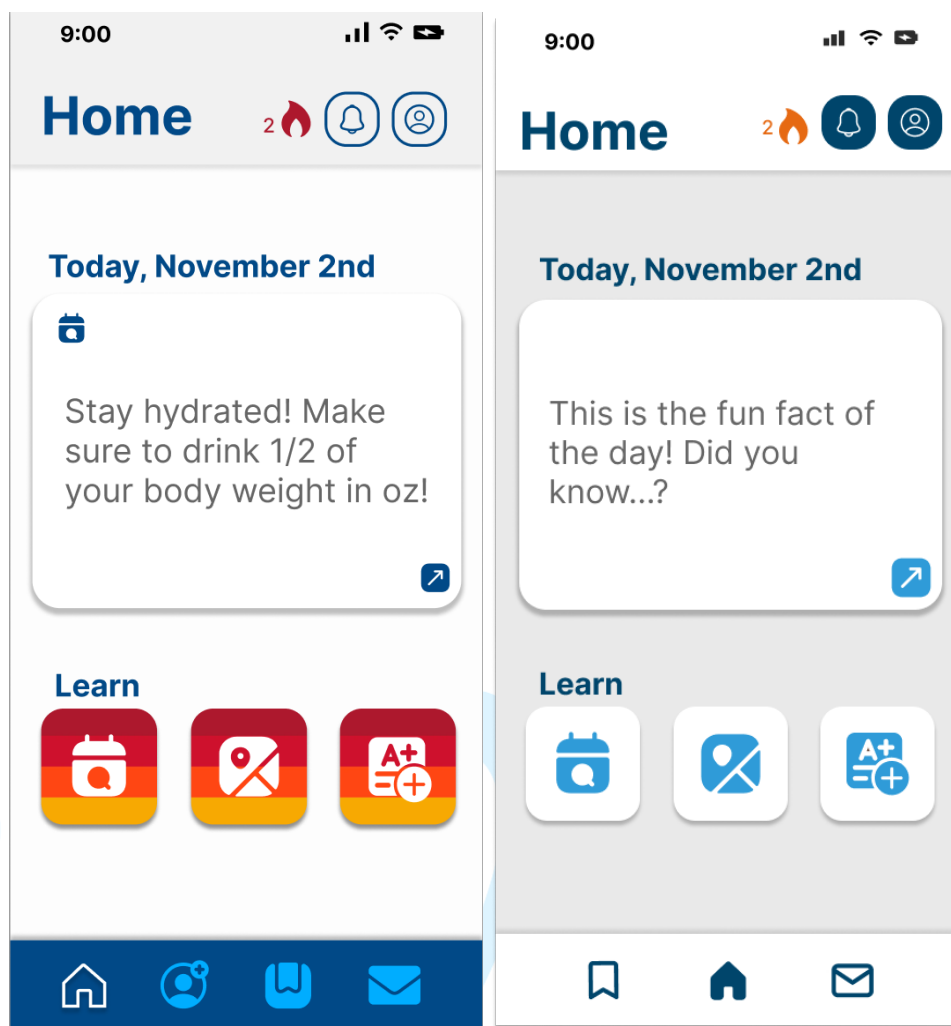 9:00
Home
2
Today, November 2nd
Stay hydrated! Make
sure to drink 1/2 of
your body weight in oz!
Learn
A+
9:00
Home
2
Today, November 2nd
This is the fun fact of
the day! Did you
know...?
Learn
A+